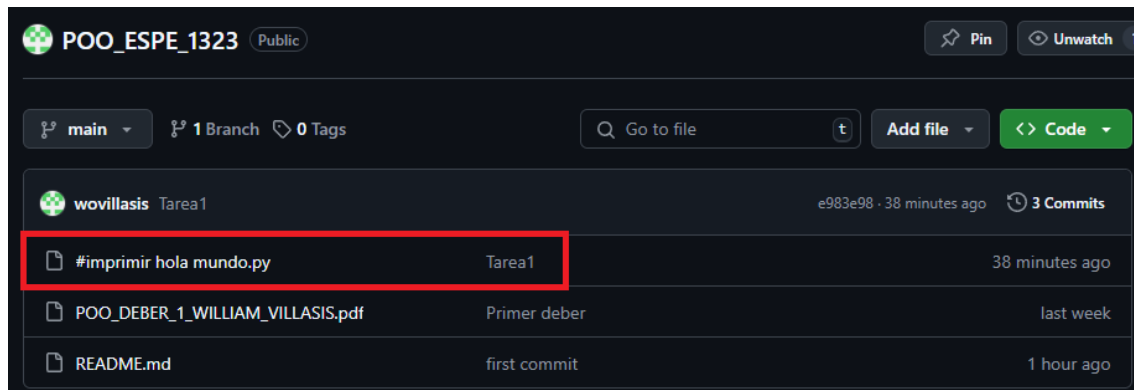 POO_ESPE_1323 Public Pin Unwatch
main 1 Branch 0 Tags Go to file t Add file <> Code
wovillasis Tarea1 e983e98 · 38 minutes ago 3 Commits
#imprimir hola mundo.py Tarea1 38 minutes ago
POO_DEBER_1_WILLIAM_VILLASIS.pdf Primer deber last week
README.md first commit 1 hour ago